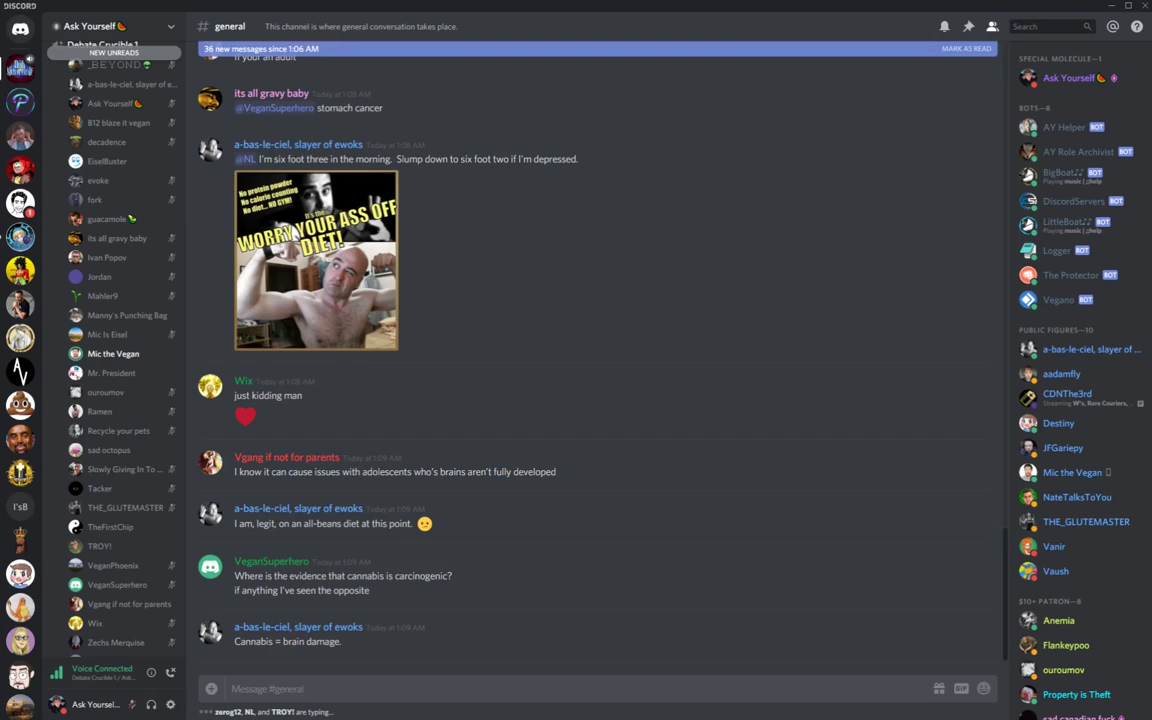 DISCORD
Ask Yourself
Debate Crucible 1
NEW UNREADS
_BEYOND
a-bas-le-ciel, slayer of e...
Ask Yourself
B12 blaze it vegan
decadence
EiselBuster
evoke
fork
guacamole
its all gravy baby
Ivan Popov
Jordan
Mahler9
Manny's Punching Bag
Mic Is Eisel
Mic the Vegan
Mr. President
ouroumov
Ramen
Recycle your pets
sad octopus
Slowly Giving In To ...
Tacker
THE_GLUTEMASTER
TheFirstChip
TROY!
VeganPhoenix
VeganSuperhero
Vgang if not for parents
Wix
Zechs Merquise
Voice Connected
Debate Crucible 1 / Ask...
Ask Yoursel...
1
I'sB
# general
This channel is where general conversation takes place.
Search
36 new messages since 1:06 AM
MARK AS READ
if your an adult
its all gravy baby Today at 1:08 AM
@VeganSuperhero stomach cancer
a-bas-le-ciel, slayer of ewoks Today at 1:08 AM
@NL I'm six foot three in the morning. Slump down to six foot two if I'm depressed.
No protein powder
No calorie counting
No diet... NO GYM!
It's the
WORRY YOUR ASS OFF
DIET!
Wix Today at 1:08 AM
just kidding man
Vgang if not for parents Today at 1:09 AM
I know it can cause issues with adolescents who's brains aren't fully developed
a-bas-le-ciel, slayer of ewoks Today at 1:09 AM
I am, legit, on an all-beans diet at this point.
VeganSuperhero Today at 1:09 AM
Where is the evidence that cannabis is carcinogenic?
if anything I've seen the opposite
a-bas-le-ciel, slayer of ewoks Today at 1:09 AM
Cannabis = brain damage.
Message #general
GIF
zerog12, NL, and TROY! are typing...
SPECIAL MOLECULE—1
Ask Yourself
BOTS—8
AY Helper BOT
AY Role Archivist BOT
BigBoat♪♪ BOT
Playing music | ;;help
DiscordServers BOT
LittleBoat♪♪ BOT
Playing music | ;;help
Logger BOT
The Protector BOT
Vegano BOT
PUBLIC FIGURES—10
a-bas-le-ciel, slayer of ...
aadamfly
CDNThe3rd
Streaming W's, Rare Couriers, ...
Destiny
JFGariepy
Mic the Vegan
NateTalksToYou
THE_GLUTEMASTER
Vanir
Vaush
$10+ PATRON—8
Anemia
Flankeypoo
ouroumov
Property is Theft
sad canadian fuck